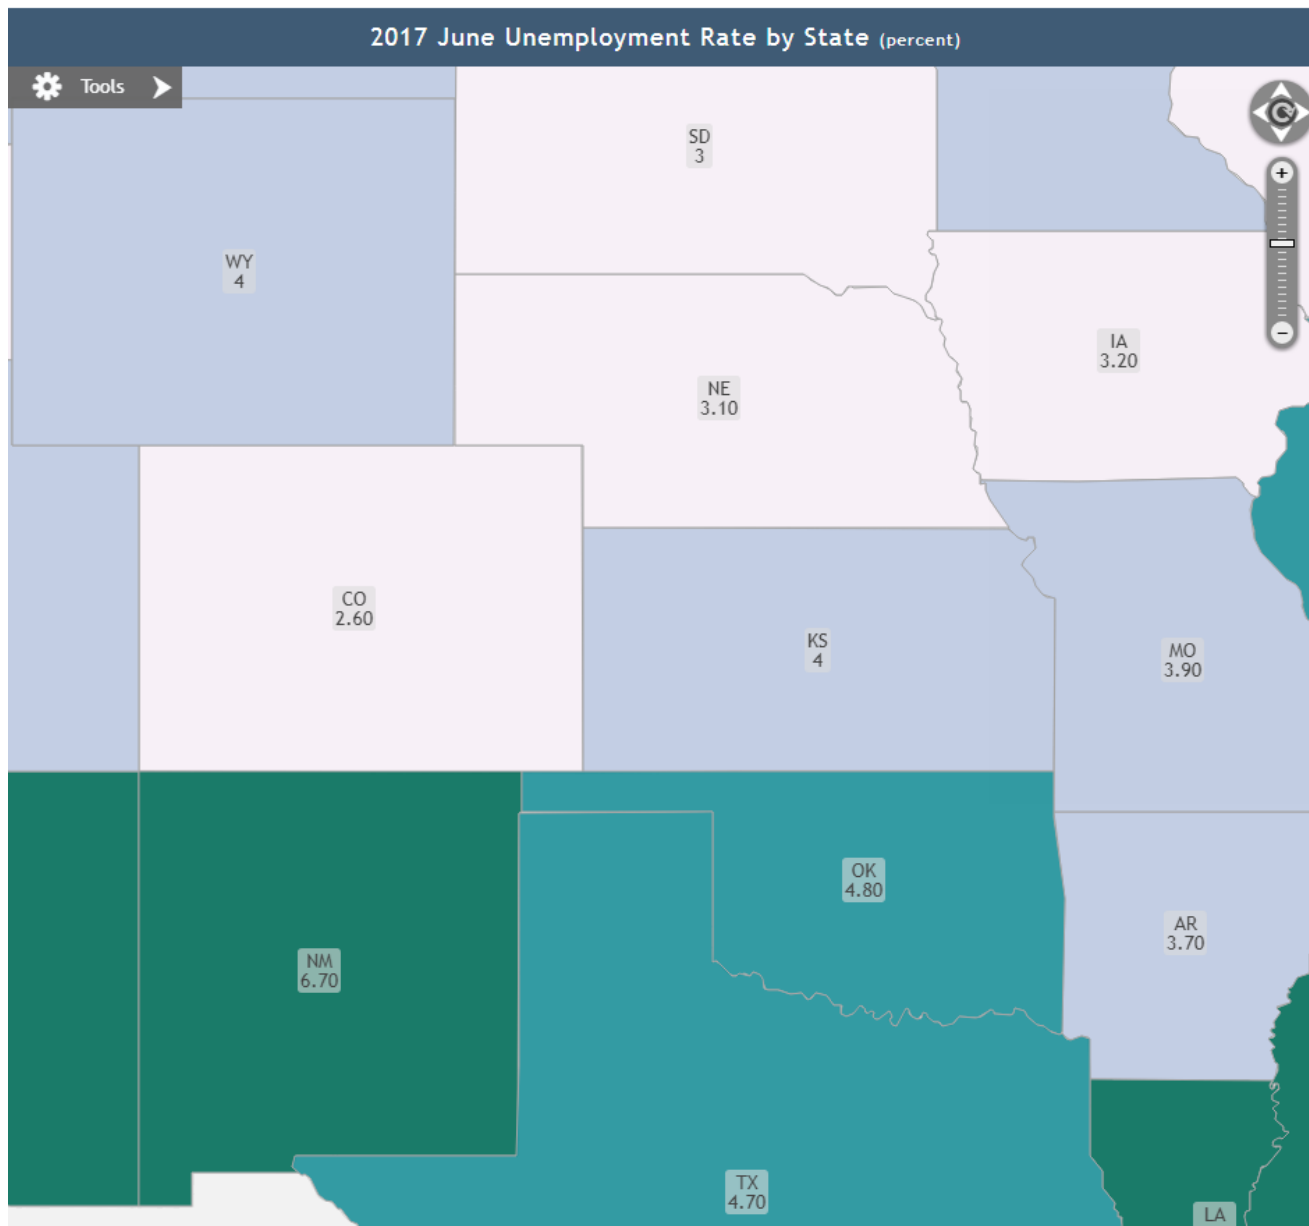 2017 June Unemployment Rate by State (percent)
Tools
SD
3
WY
4
IA
3.20
NE
3.10
CO
2.60
KS
4
MO
3.90
OK
4.80
AR
3.70
NM
6.70
TX
4.70
LA